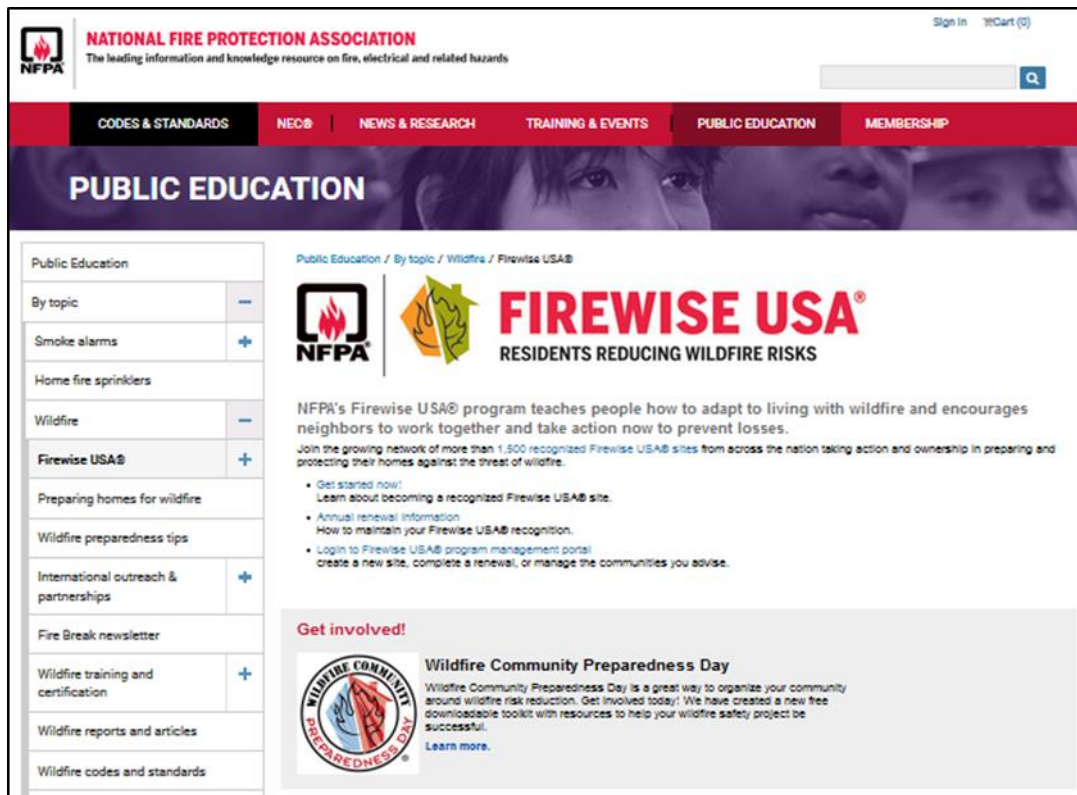 Sign In Cart (0)
NATIONAL FIRE PROTECTION ASSOCIATION
The leading information and knowledge resource on fire, electrical and related hazards
NFPA
CODES & STANDARDS NEC® NEWS & RESEARCH TRAINING & EVENTS PUBLIC EDUCATION MEMBERSHIP
PUBLIC EDUCATION
Public Education
By topic
Smoke alarms
Home fire sprinklers
Wildfire
Firewise USA®
Preparing homes for wildfire
Wildfire preparedness tips
International outreach &
partnerships
Fire Break newsletter
Wildfire training and
certification
Wildfire reports and articles
Wildfire codes and standards
Public Education / By topic / Wildfire / Firewise USA®
NFPA®
FIREWISE USA®
RESIDENTS REDUCING WILDFIRE RISKS
NFPA's Firewise USA® program teaches people how to adapt to living with wildfire and encourages
neighbors to work together and take action now to prevent losses.
Join the growing network of more than 1,500 recognized Firewise USA® sites from across the nation taking action and ownership in preparing and
protecting their homes against the threat of wildfire.
• Get started now!
Learn about becoming a recognized Firewise USA® site.
• Annual renewal information
How to maintain your Firewise USA® recognition.
• Login to Firewise USA® program management portal
create a new site, complete a renewal, or manage the communities you advise.
Get involved!
WILDFIRE COMMUNITY
PREPAREDNESS DAY
Wildfire Community Preparedness Day
Wildfire Community Preparedness Day is a great way to organize your community
around wildfire risk reduction. Get involved today! We have created a new free
downloadable toolkit with resources to help your wildfire safety project be
successful.
Learn more.